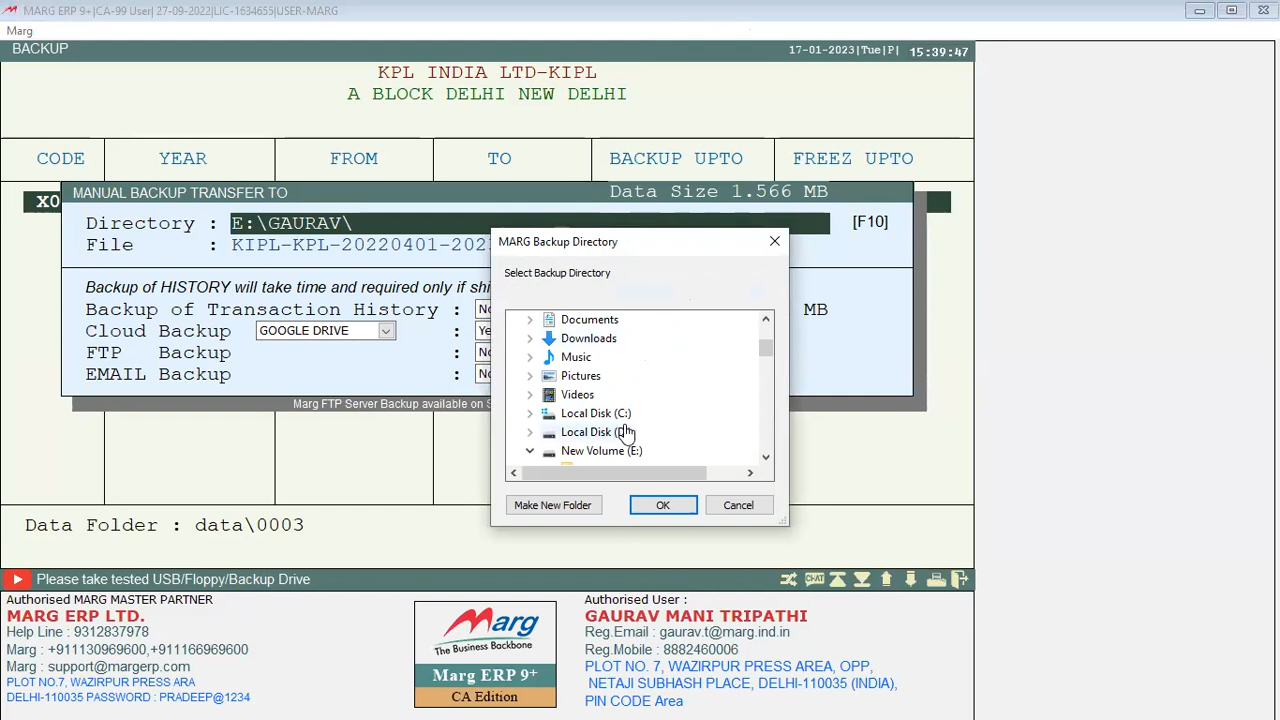 MARG ERP 9+|CA-99 User| 27-09-2022|LIC-1634655|USER-MARG
Marg
BACKUP
17-01-2023|Tue|P| 15:39:47
KPL INDIA LTD-KIPL
A BLOCK DELHI NEW DELHI
CODE YEAR FROM TO BACKUP UPTO FREEZ UPTO
X0
MANUAL BACKUP TRANSFER TO Data Size 1.566 MB
Directory : E:\GAURAV\ [F10]
File : KIPL-KPL-20220401-202
Backup of HISTORY will take time and required only if shi
Backup of Transaction History : No MB
Cloud Backup GOOGLE DRIVE : Ye
FTP Backup : No
EMAIL Backup : No
Marg FTP Server Backup available on S
MARG Backup Directory
Select Backup Directory
Documents
Downloads
Music
Pictures
Videos
Local Disk (C:)
Local Disk (D
New Volume (E:)
Make New Folder OK Cancel
Data Folder : data\0003
Please take tested USB/Floppy/Backup Drive
CHAT
Authorised MARG MASTER PARTNER
MARG ERP LTD.
Help Line : 9312837978
Marg : +911130969600,+911166969600
Marg : support@margerp.com
PLOT NO.7, WAZIRPUR PRESS ARA
DELHI-110035 PASSWORD : PRADEEP@1234
Marg
The Business Backbone
Marg ERP 9+
CA Edition
Authorised User :
GAURAV MANI TRIPATHI
Reg.Email : gaurav.t@marg.ind.in
Reg.Mobile : 8882460006
PLOT NO. 7, WAZIRPUR PRESS AREA, OPP,
NETAJI SUBHASH PLACE, DELHI-110035 (INDIA),
PIN CODE Area